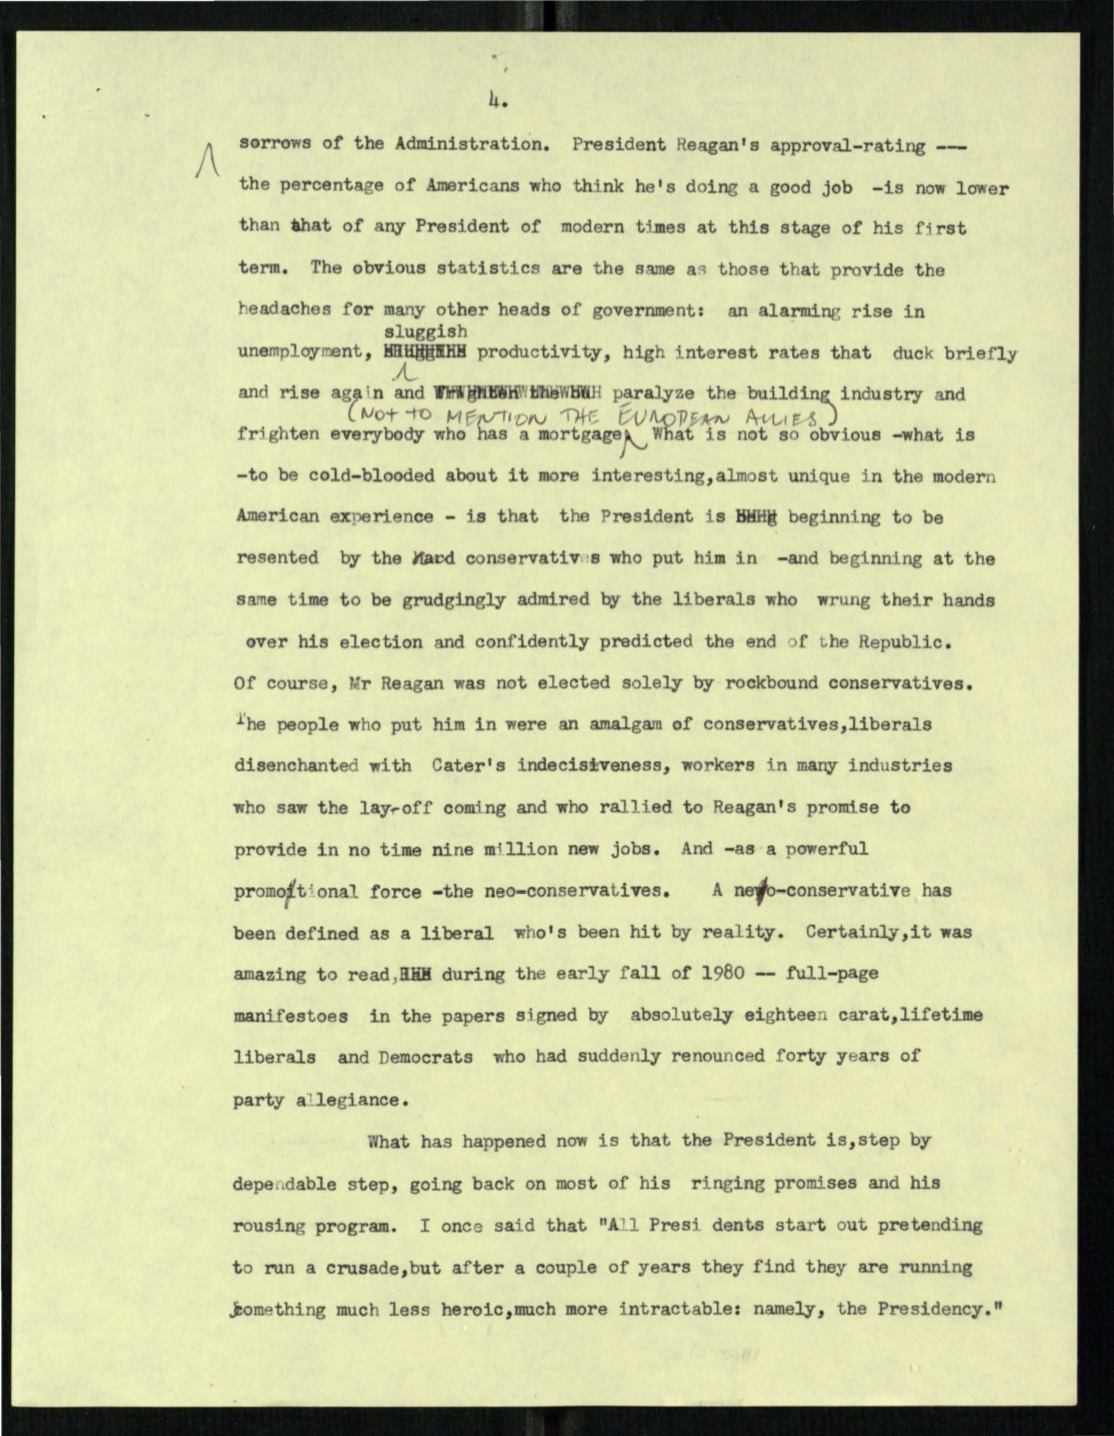 4.
sorrows of the Administration. President Reagan's approval-rating ---
the percentage of Americans who think he's doing a good job -is now lower
than that of any President of modern times at this stage of his first
term. The obvious statistics are the same as those that provide the
headaches for many other heads of government: an alarming rise in
sluggish
unemployment, productivity, high interest rates that duck briefly
and rise again and paralyze the building industry and
(NOT TO MENTION THE EUROPEAN ALLIES)
frighten everybody who has a mortgage. What is not so obvious -what is
-to be cold-blooded about it more interesting,almost unique in the modern
American experience - is that the President is beginning to be
resented by the hard conservatives who put him in -and beginning at the
same time to be grudgingly admired by the liberals who wrung their hands
over his election and confidently predicted the end of the Republic.
Of course, Mr Reagan was not elected solely by rockbound conservatives.
The people who put him in were an amalgam of conservatives,liberals
disenchanted with Cater's indecisiveness, workers in many industries
who saw the lay-off coming and who rallied to Reagan's promise to
provide in no time nine million new jobs. And -as a powerful
promotional force -the neo-conservatives. A neo-conservative has
been defined as a liberal who's been hit by reality. Certainly,it was
amazing to read, during the early fall of 1980 -- full-page
manifestoes in the papers signed by absolutely eighteen carat,lifetime
liberals and Democrats who had suddenly renounced forty years of
party allegiance.
What has happened now is that the President is,step by
dependable step, going back on most of his ringing promises and his
rousing program. I once said that "All Presi dents start out pretending
to run a crusade,but after a couple of years they find they are running
something much less heroic,much more intractable: namely, the Presidency."